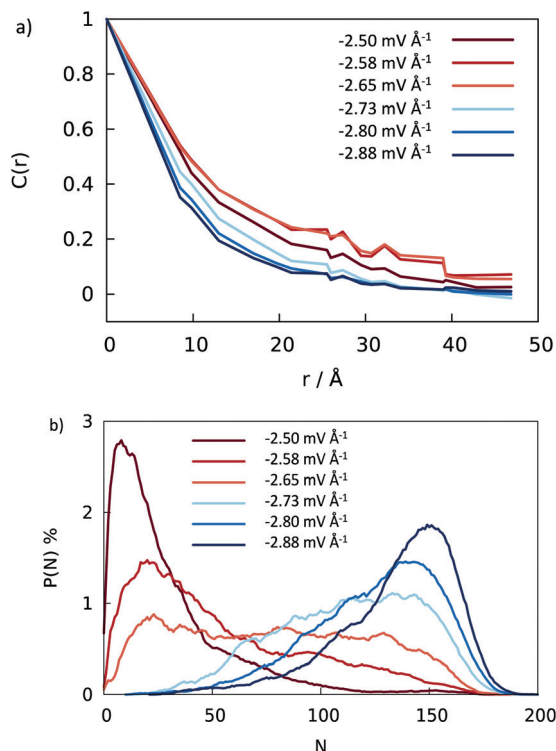 a)
1
0.8
0.6
0.4
0.2
0
C(r)
-2.50 mV Å-1
-2.58 mV Å-1
-2.65 mV Å-1
-2.73 mV Å-1
-2.80 mV Å-1
-2.88 mV Å-1
0 10 20 30 40 50
r / Å
b)
3
2
1
0
P(N) %
-2.50 mV Å-1
-2.58 mV Å-1
-2.65 mV Å-1
-2.73 mV Å-1
-2.80 mV Å-1
-2.88 mV Å-1
0 50 100 150 200
N